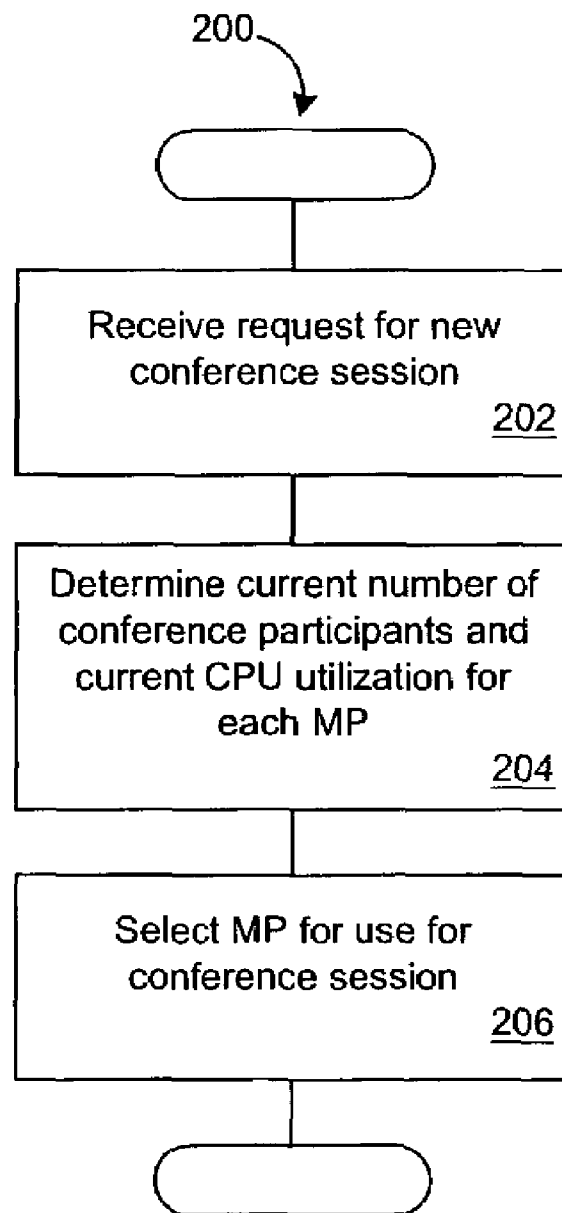 200
Receive request for new
conference session
202
Determine current number of
conference participants and
current CPU utilization for
each MP
204
Select MP for use for
conference session
206